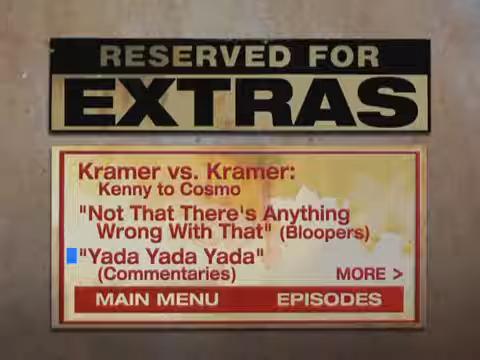 RESERVED FOR
EXTRAS
Kramer vs. Kramer:
Kenny to Cosmo
"Not That There's Anything
Wrong With That" (Bloopers)
"Yada Yada Yada"
(Commentaries)
MORE >
MAIN MENU EPISODES